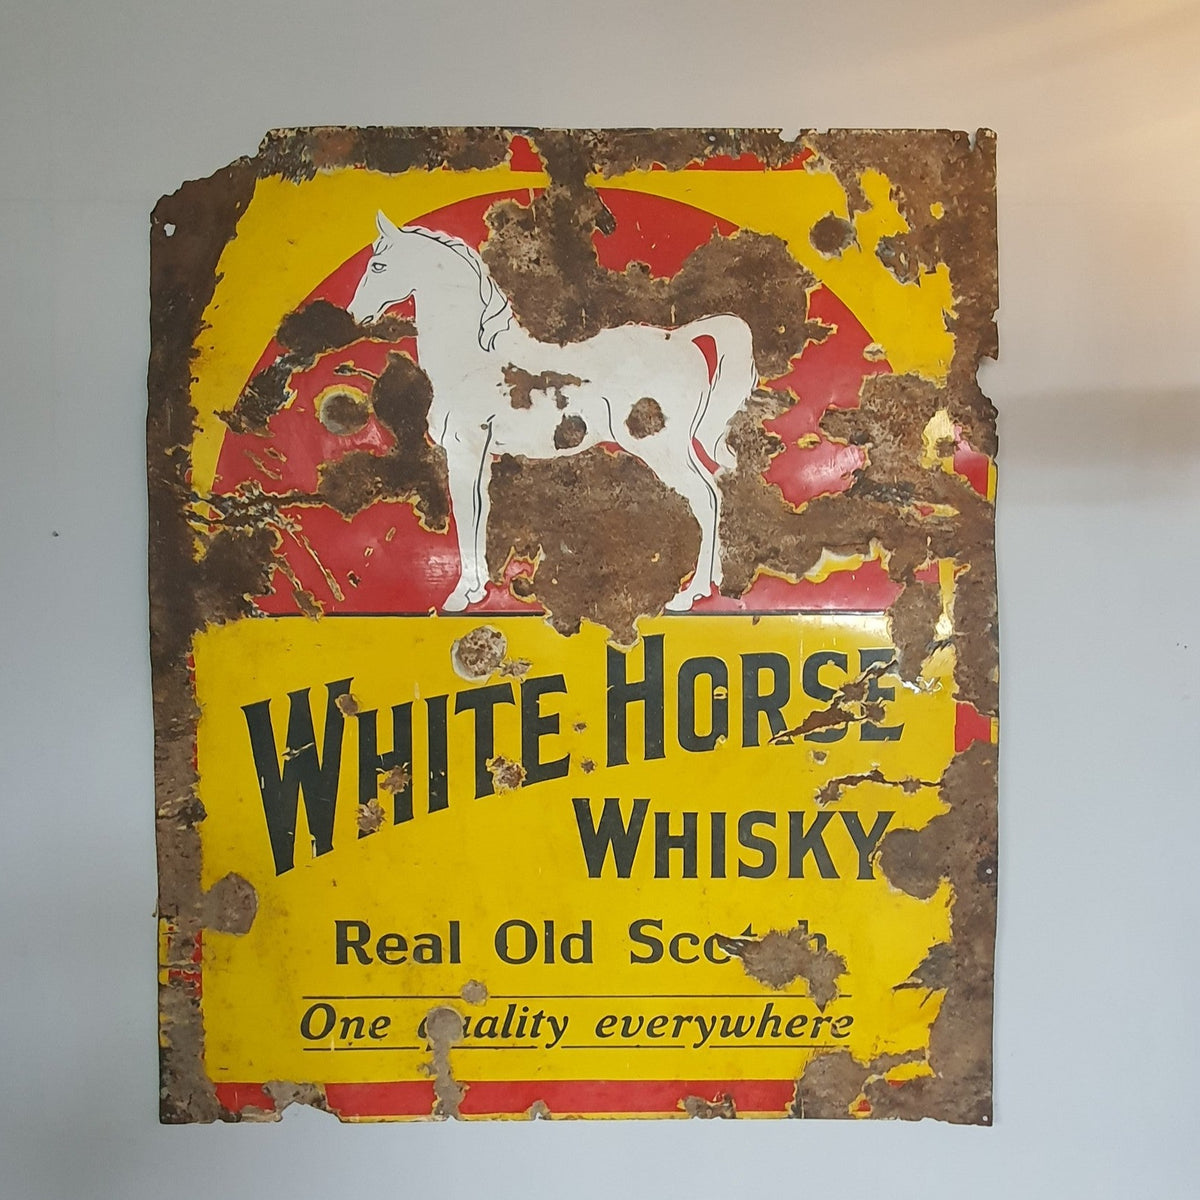 WHITE HORSE
WHISKY
Real Old Scotch
One quality everywhere